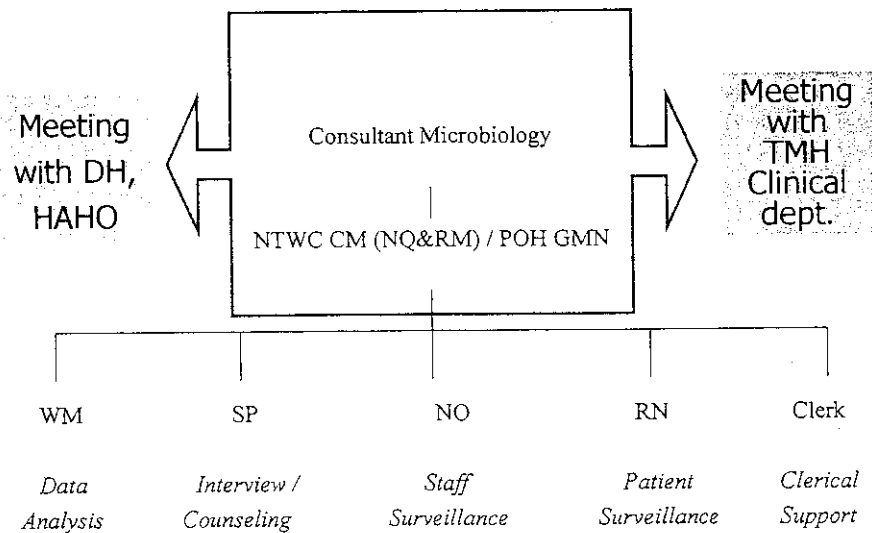 Meeting
with DH,
HAHO
Consultant Microbiology
NTWC CM (NQ&RM) / POH GMN
Meeting
with
TMH
Clinical
dept.
WM SP NO RN Clerk
Data Interview / Staff Patient Clerical
Analysis Counseling Surveillance Surveillance Support